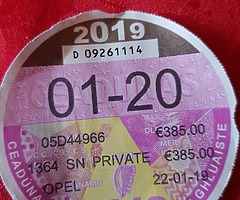 2019
D 09261114
01-20
05D44966 €385.00
1364 SN PRIVATE €385.00
OPEL 22-01-19